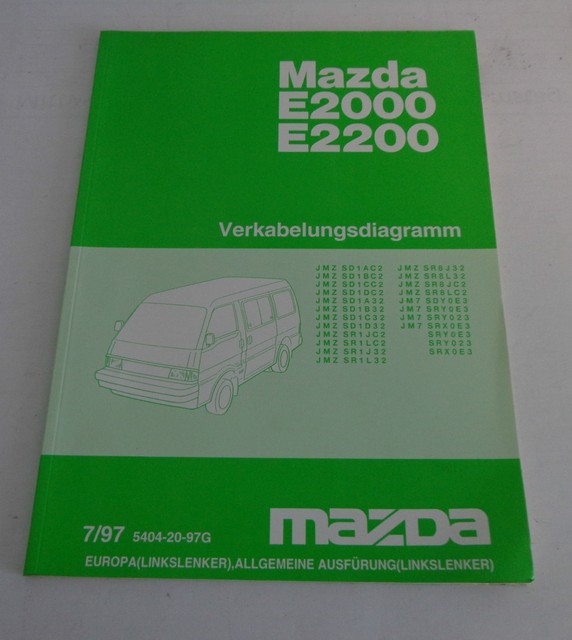 Mazda
E2000
E2200
Verkabelungsdiagramm
JMZ SD1AC2
JMZ SD1BC2
JMZ SD1CC2
JMZ SD1DC2
JMZ SD1A32
JMZ SD1B32
JMZ SD1C32
JMZ SD1D32
JMZ SR1JC2
JMZ SR1LC2
JMZ SR1J32
JMZ SR1L32
JMZ SR8J32
JMZ SR8L32
JMZ SR8JC2
JMZ SR8LC2
JM7 SDY0E3
JM7 SRY0E3
JM7 SRY023
JM7 SRX0E3
SRY0E3
SRY023
SRX0E3
7/97 5404-20-97G
mazda
EUROPA(LINKSLENKER),ALLGEMEINE AUSFÜRUNG(LINKSLENKER)